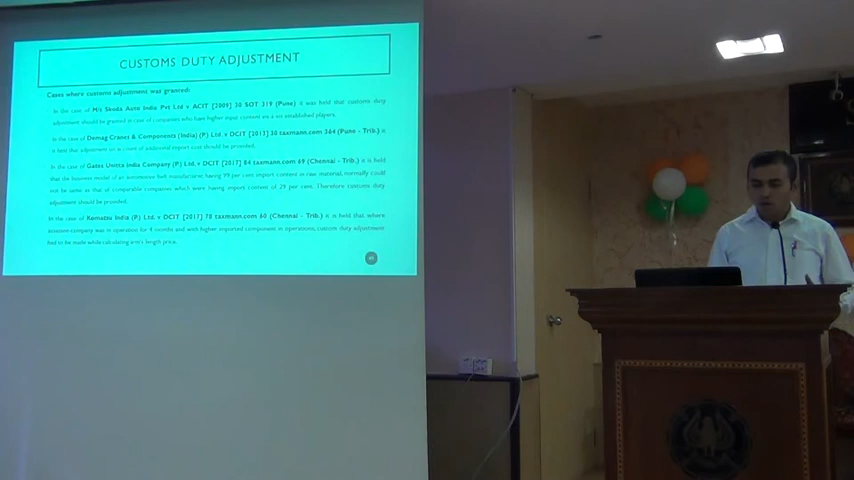 CUSTOMS DUTY ADJUSTMENT
Cases where customs adjustment was granted:
In the case of M/s Skoda Auto India Pvt Ltd v ACIT [2009] 30 SOT 319 (Pune) it was held that customs duty
adjustment should be granted in case of companies who have higher input content vis a vis established players.
In the case of Demag Cranes & Components (India) (P.) Ltd. v DCIT [2013] 30 taxmann.com 364 (Pune - Trib.) it
is held that adjustment on account of additional import cost should be provided.
In the case of Gates Unitta India Company (P.) Ltd. v DCIT [2017] 84 taxmann.com 69 (Chennai - Trib.) it is held
that the business model of an automotive belt manufacturer, having 99 per cent import content in raw material, normally could
not be same as that of comparable companies which were having import content of 29 per cent. Therefore customs duty
adjustment should be provided.
In the case of Komatsu India (P.) Ltd. v DCIT [2017] 78 taxmann.com 60 (Chennai - Trib.) it is held that where
assessee-company was in operation for 4 months and with higher imported component in operations, custom duty adjustment
had to be made while calculating arm's length price.